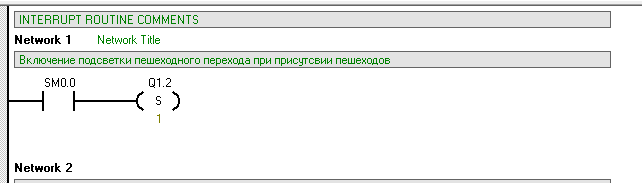 INTERRUPT ROUTINE COMMENTS
Network 1 Network Title
Включение подсветки пешеходного перехода при присутсвии пешеходов
SM0.0 Q1.2
S
1
Network 2